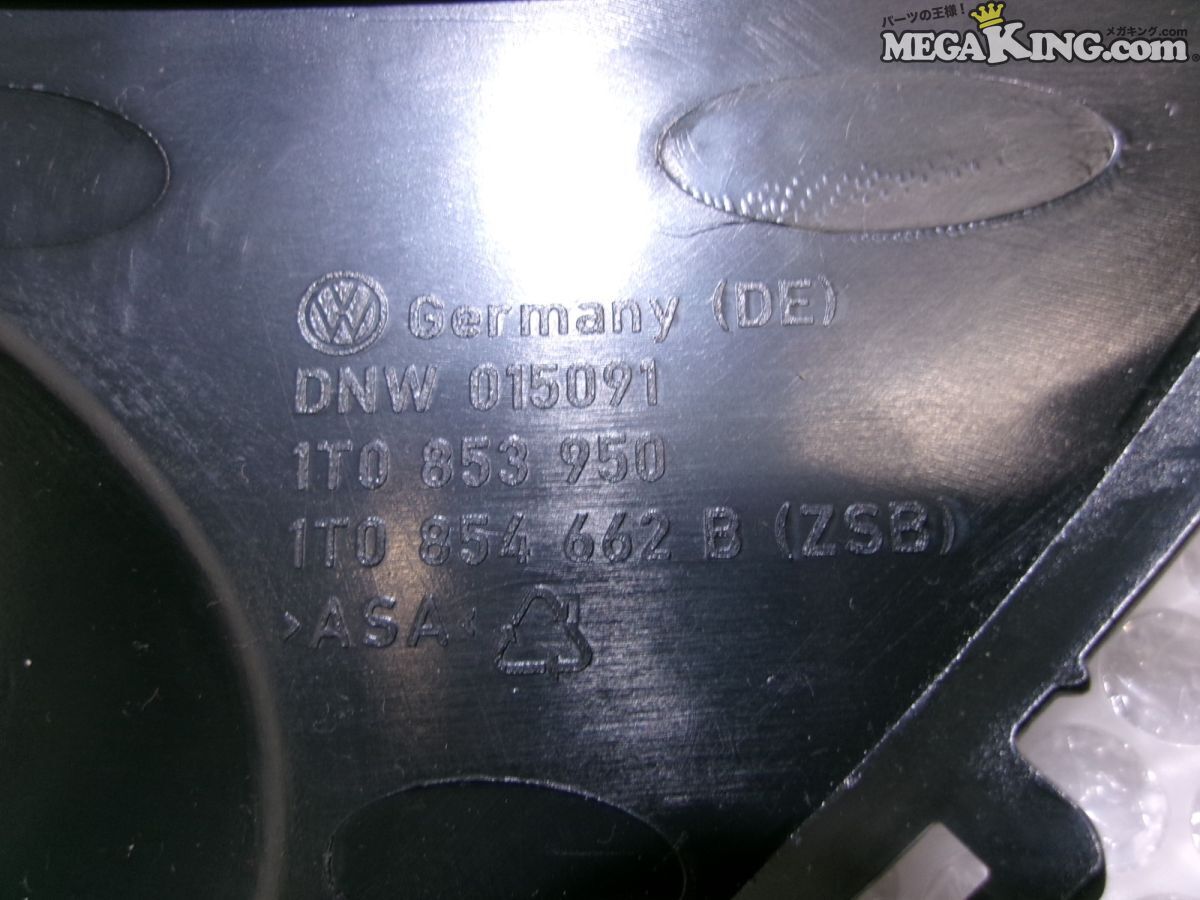 パーツの王様!
メガキング.com
MEGAKING.com
VW Germany (DE)
DNW 015091
1T0 853 950
1T0 854 662 B (ZSB)
>ASA<